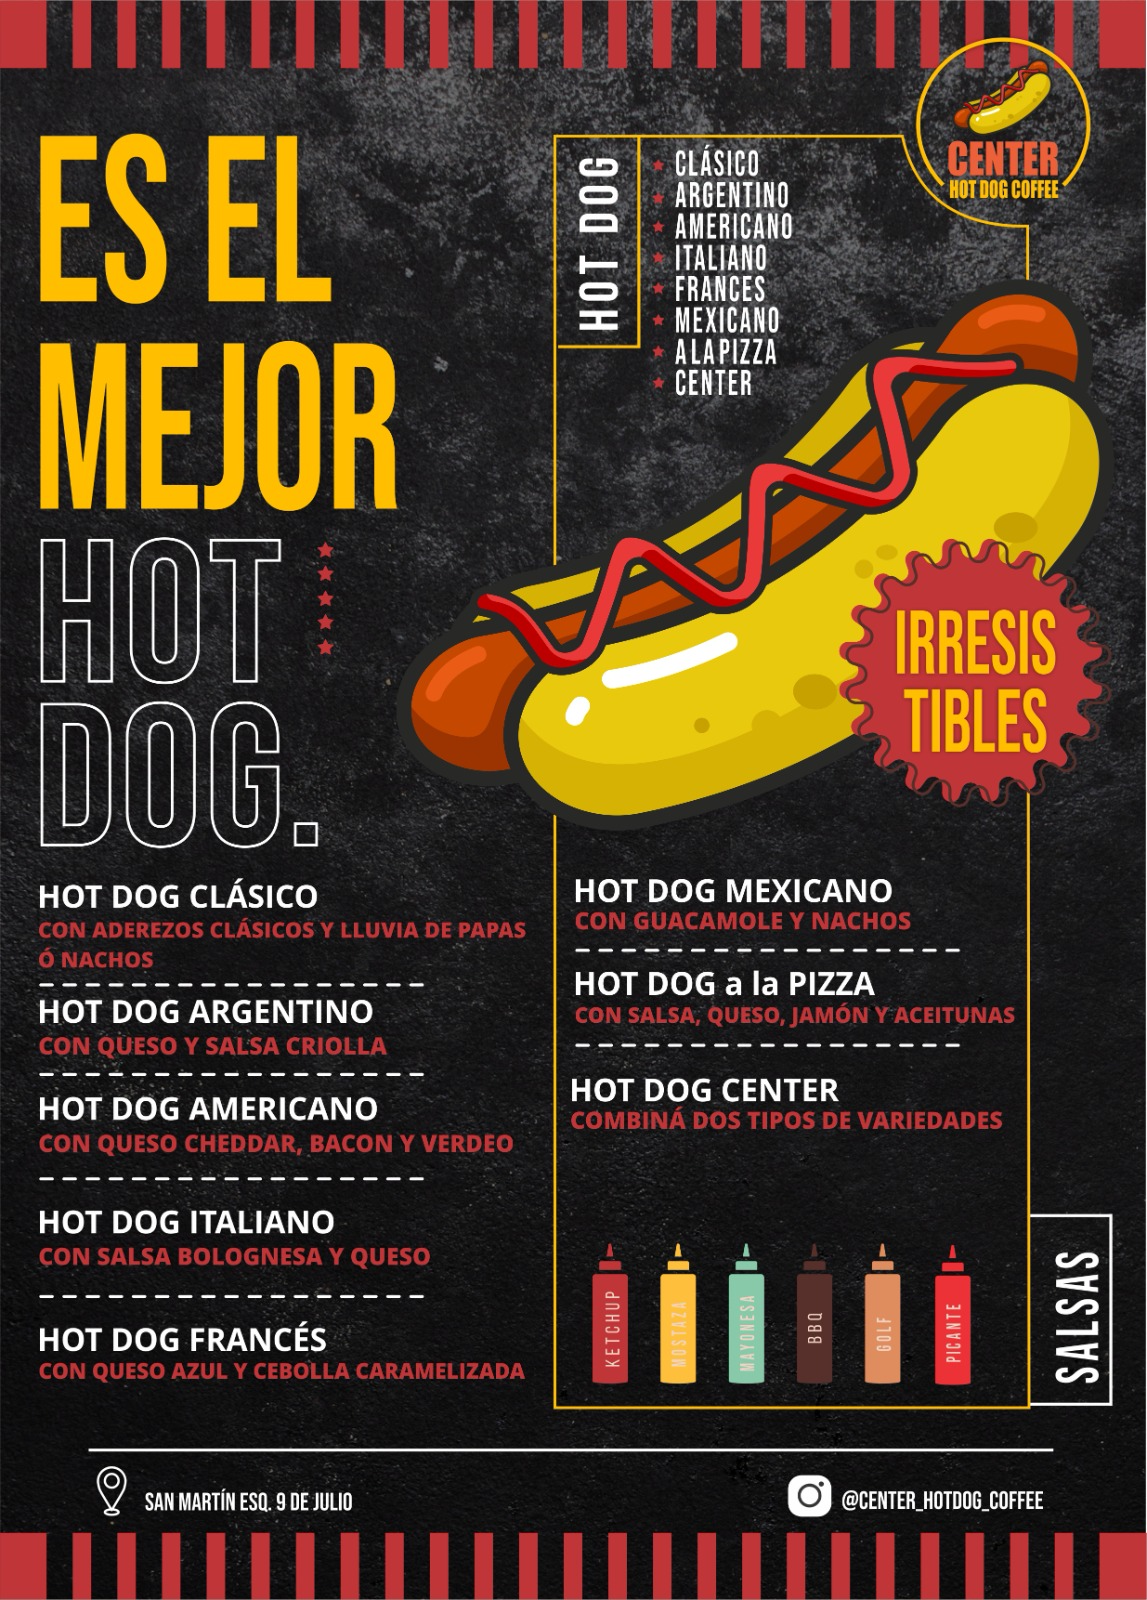 ES EL
MEJOR
HOT
DOG.
HOT DOG
CLÁSICO
ARGENTINO
AMERICANO
ITALIANO
FRANCES
MEXICANO
A LA PIZZA
CENTER
CENTER
HOT DOG COFFEE
IRRESIS
TIBLES
HOT DOG CLÁSICO
CON ADEREZOS CLÁSICOS Y LLUVIA DE PAPAS
Ó NACHOS
HOT DOG ARGENTINO
CON QUESO Y SALSA CRIOLLA
HOT DOG AMERICANO
CON QUESO CHEDDAR, BACON Y VERDEO
HOT DOG ITALIANO
CON SALSA BOLOGNESA Y QUESO
HOT DOG FRANCÉS
CON QUESO AZUL Y CEBOLLA CARAMELIZADA
HOT DOG MEXICANO
CON GUACAMOLE Y NACHOS
HOT DOG a la PIZZA
CON SALSA, QUESO, JAMÓN Y ACEITUNAS
HOT DOG CENTER
COMBINÁ DOS TIPOS DE VARIEDADES
KETCHUP
MOSTAZA
MAYONESA
BBQ
GOLF
PICANTE
SALSAS
SAN MARTÍN ESQ. 9 DE JULIO
@CENTER_HOTDOG_COFFEE